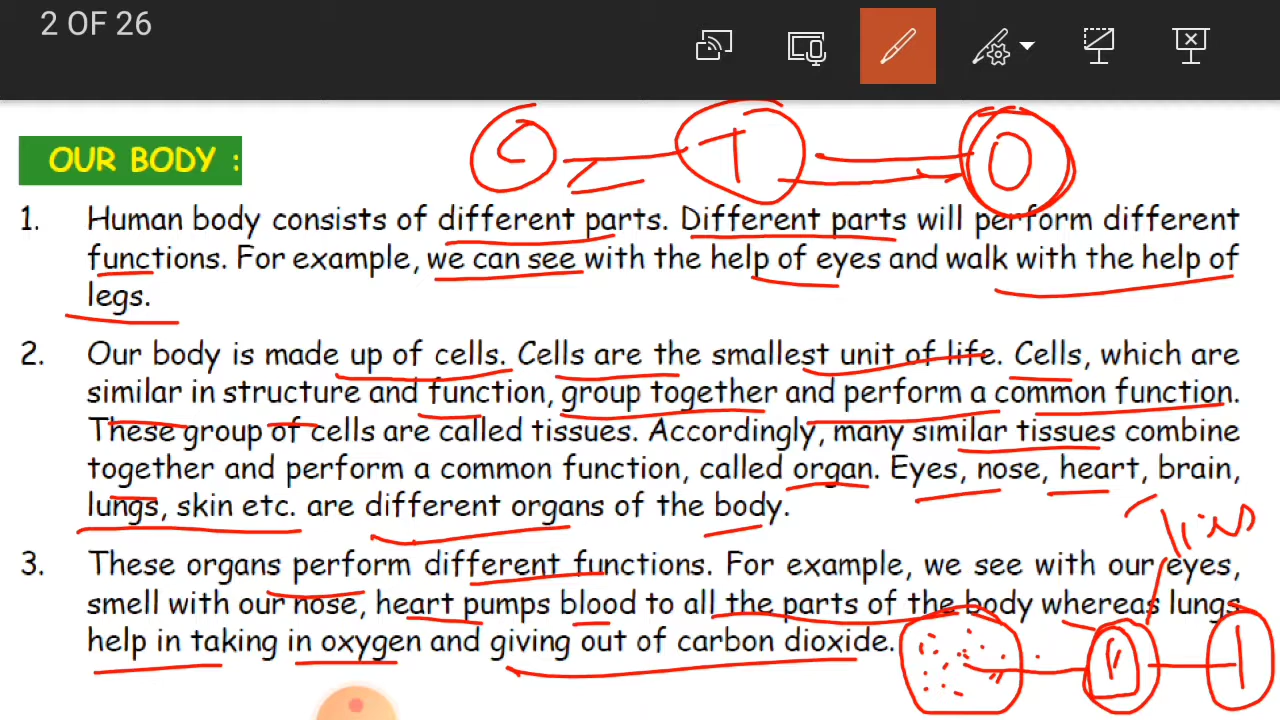 2 OF 26
C T O
OUR BODY :
1. Human body consists of different parts. Different parts will perform different
functions. For example, we can see with the help of eyes and walk with the help of
legs.
2. Our body is made up of cells. Cells are the smallest unit of life. Cells, which are
similar in structure and function, group together and perform a common function.
These group of cells are called tissues. Accordingly, many similar tissues combine
together and perform a common function, called organ. Eyes, nose, heart, brain,
lungs, skin etc. are different organs of the body.
3. These organs perform different functions. For example, we see with our eyes,
smell with our nose, heart pumps blood to all the parts of the body whereas lungs
help in taking in oxygen and giving out of carbon dioxide.